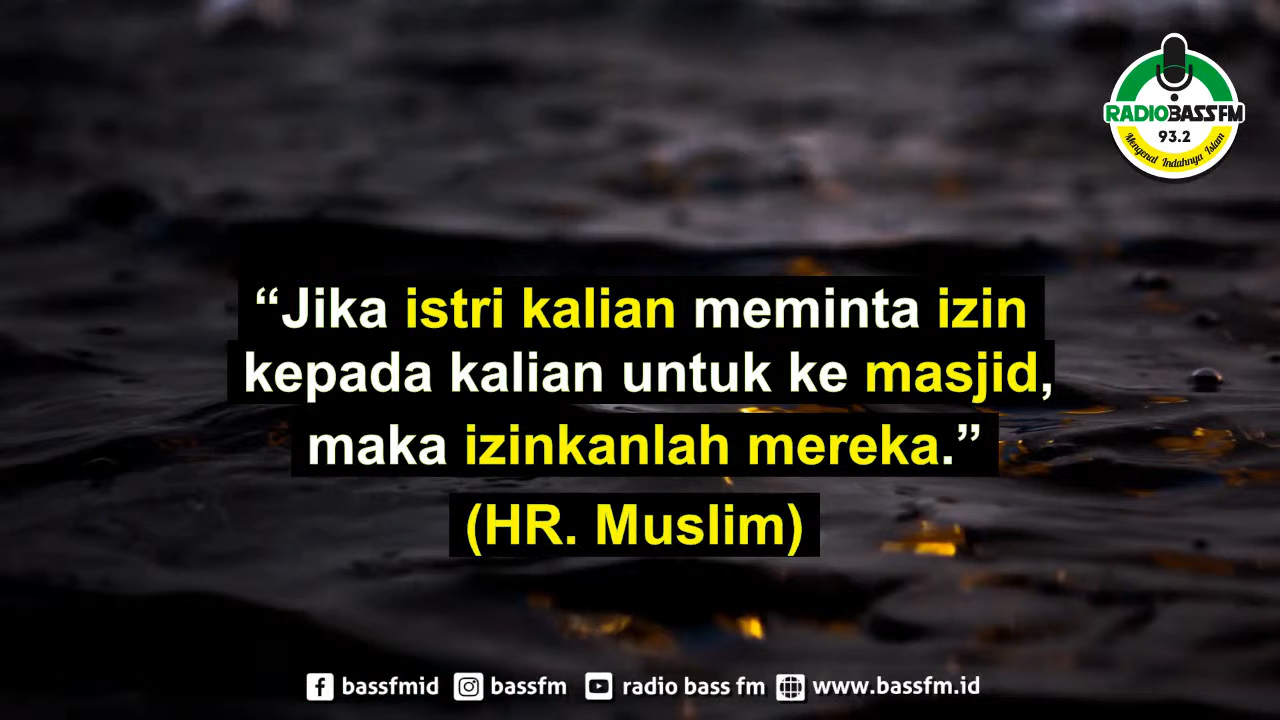 RADIOBASSFM
93.2
Mengenal Indahnya Islam
“Jika istri kalian meminta izin
kepada kalian untuk ke masjid,
maka izinkanlah mereka.”
(HR. Muslim)
bassfmid bassfm radio bass fm www.bassfm.id